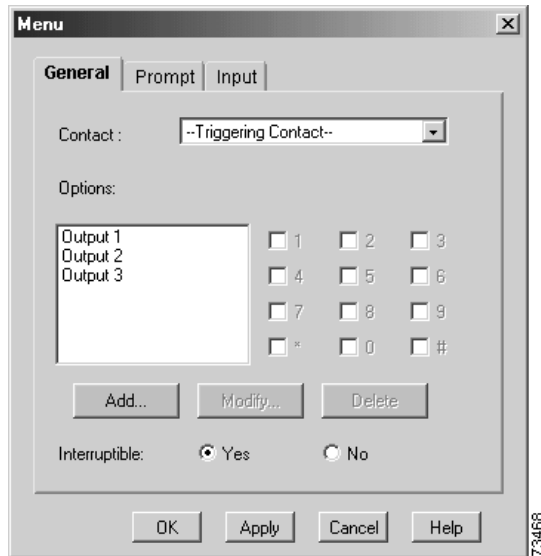 Menu
General Prompt Input
Contact : --Triggering Contact--
Options:
Output 1
Output 2
Output 3
1 2 3
4 5 6
7 8 9
* 0 #
Add... Modify... Delete
Interruptible: Yes No
OK Apply Cancel Help
73468